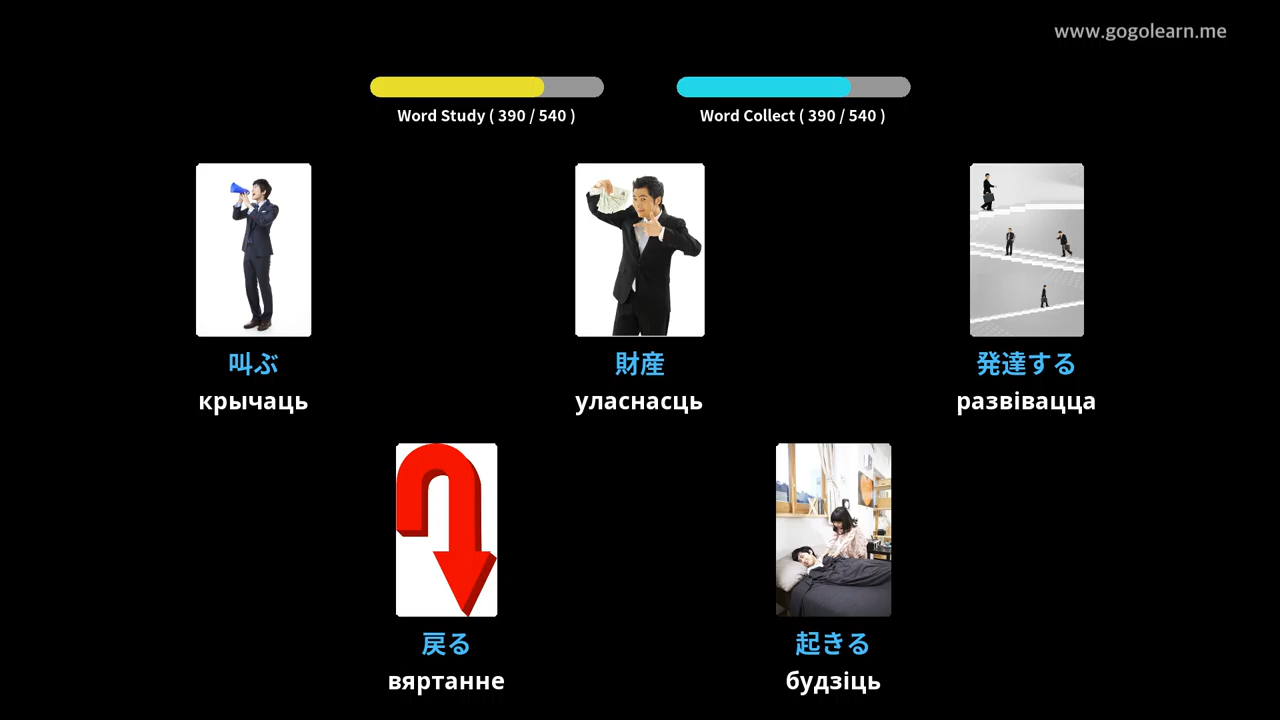 www.gogolearn.me
Word Study ( 390 / 540 )
Word Collect ( 390 / 540 )
叫ぶ
крычаць
財産
уласнасць
発達する
развівацца
戻る
вяртанне
起きる
будзіць